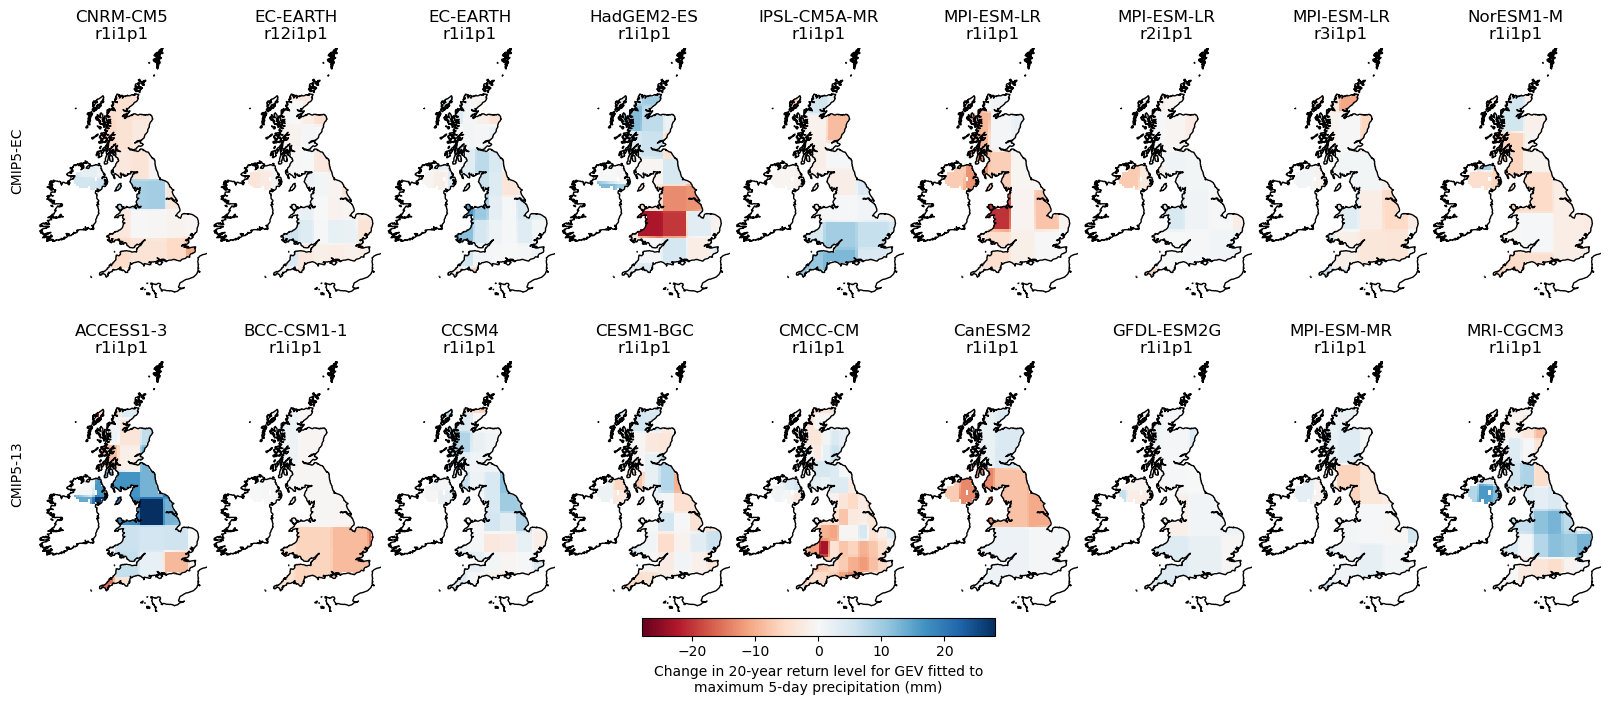 CNRM-CM5 EC-EARTH EC-EARTH HadGEM2-ES IPSL-CM5A-MR MPI-ESM-LR MPI-ESM-LR MPI-ESM-LR NorESM1-M
r1i1p1 r12i1p1 r1i1p1 r1i1p1 r1i1p1 r1i1p1 r2i1p1 r3i1p1 r1i1p1
CMIP5-EC
ACCESS1-3 BCC-CSM1-1 CCSM4 CESM1-BGC CMCC-CM CanESM2 GFDL-ESM2G MPI-ESM-MR MRI-CGCM3
r1i1p1 r1i1p1 r1i1p1 r1i1p1 r1i1p1 r1i1p1 r1i1p1 r1i1p1 r1i1p1
CMIP5-13
−20 −10 0 10 20
Change in 20-year return level for GEV fitted to
maximum 5-day precipitation (mm)